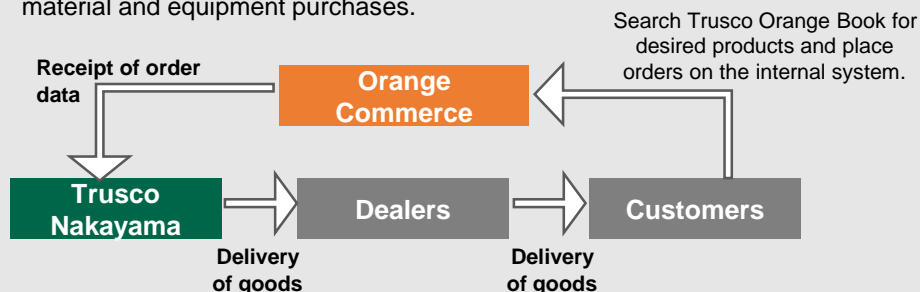 material and equipment purchases.
Search Trusco Orange Book for
desired products and place
orders on the internal system.
Receipt of order
data
Orange
Commerce
Trusco
Nakayama
Dealers
Customers
Delivery
of goods
Delivery
of goods